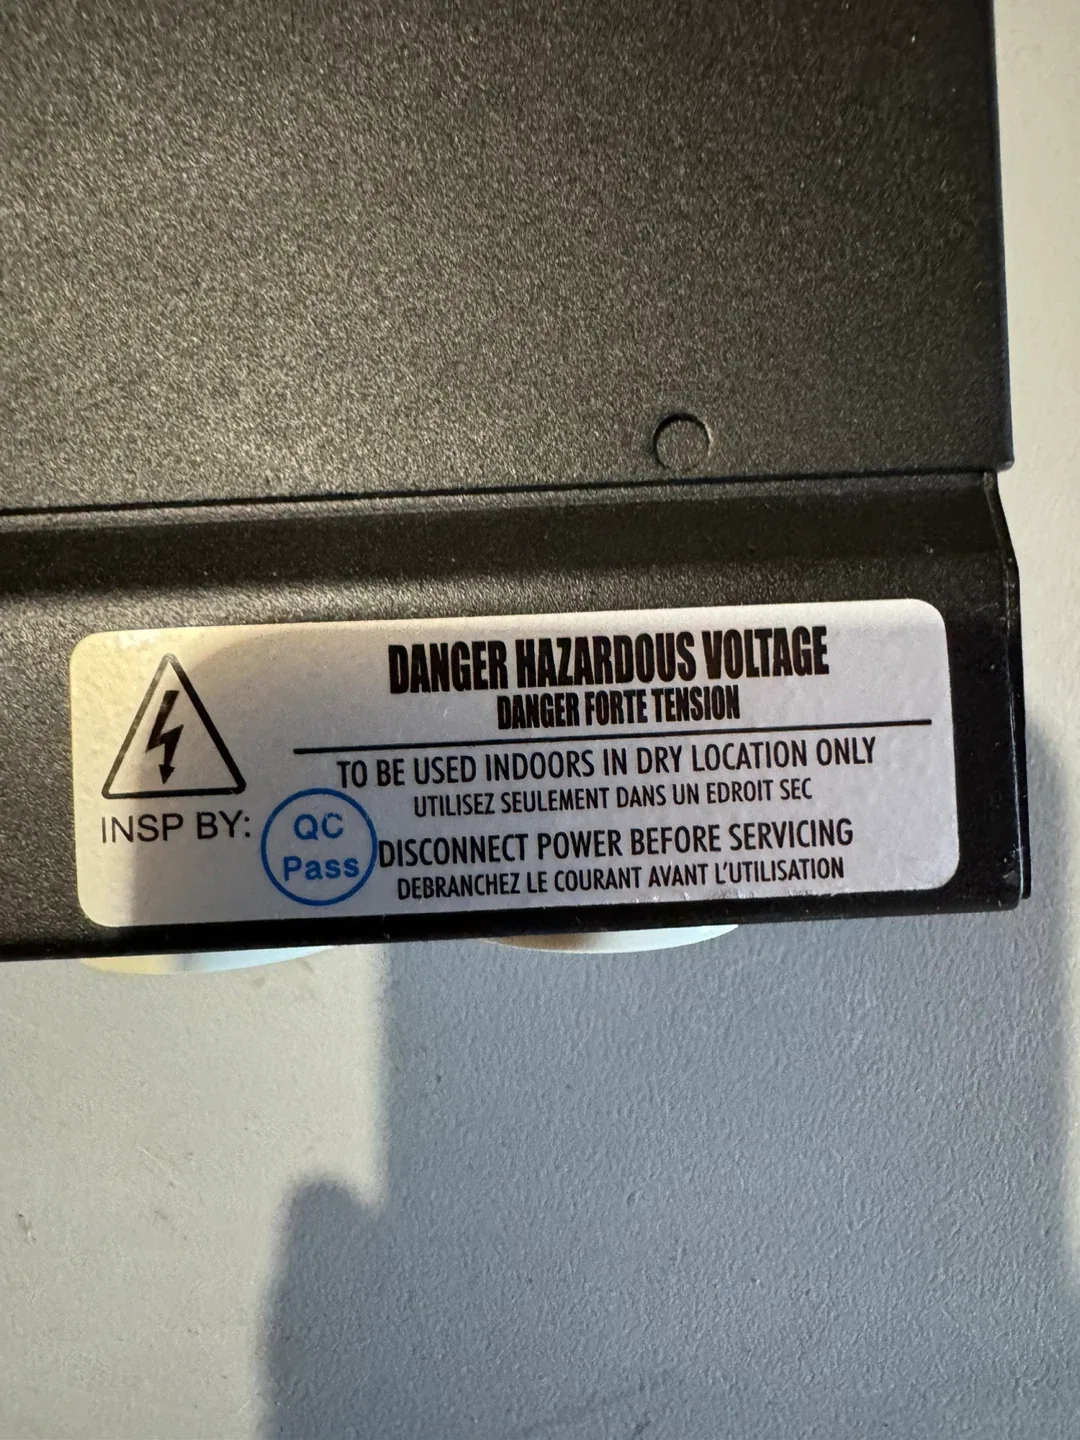 DANGER HAZARDOUS VOLTAGE
DANGER FORTE TENSION
TO BE USED INDOORS IN DRY LOCATION ONLY
UTILISEZ SEULEMENT DANS UN EDROIT SEC
INSP BY:
QC
Pass
DISCONNECT POWER BEFORE SERVICING
DEBRANCHEZ LE COURANT AVANT L'UTILISATION